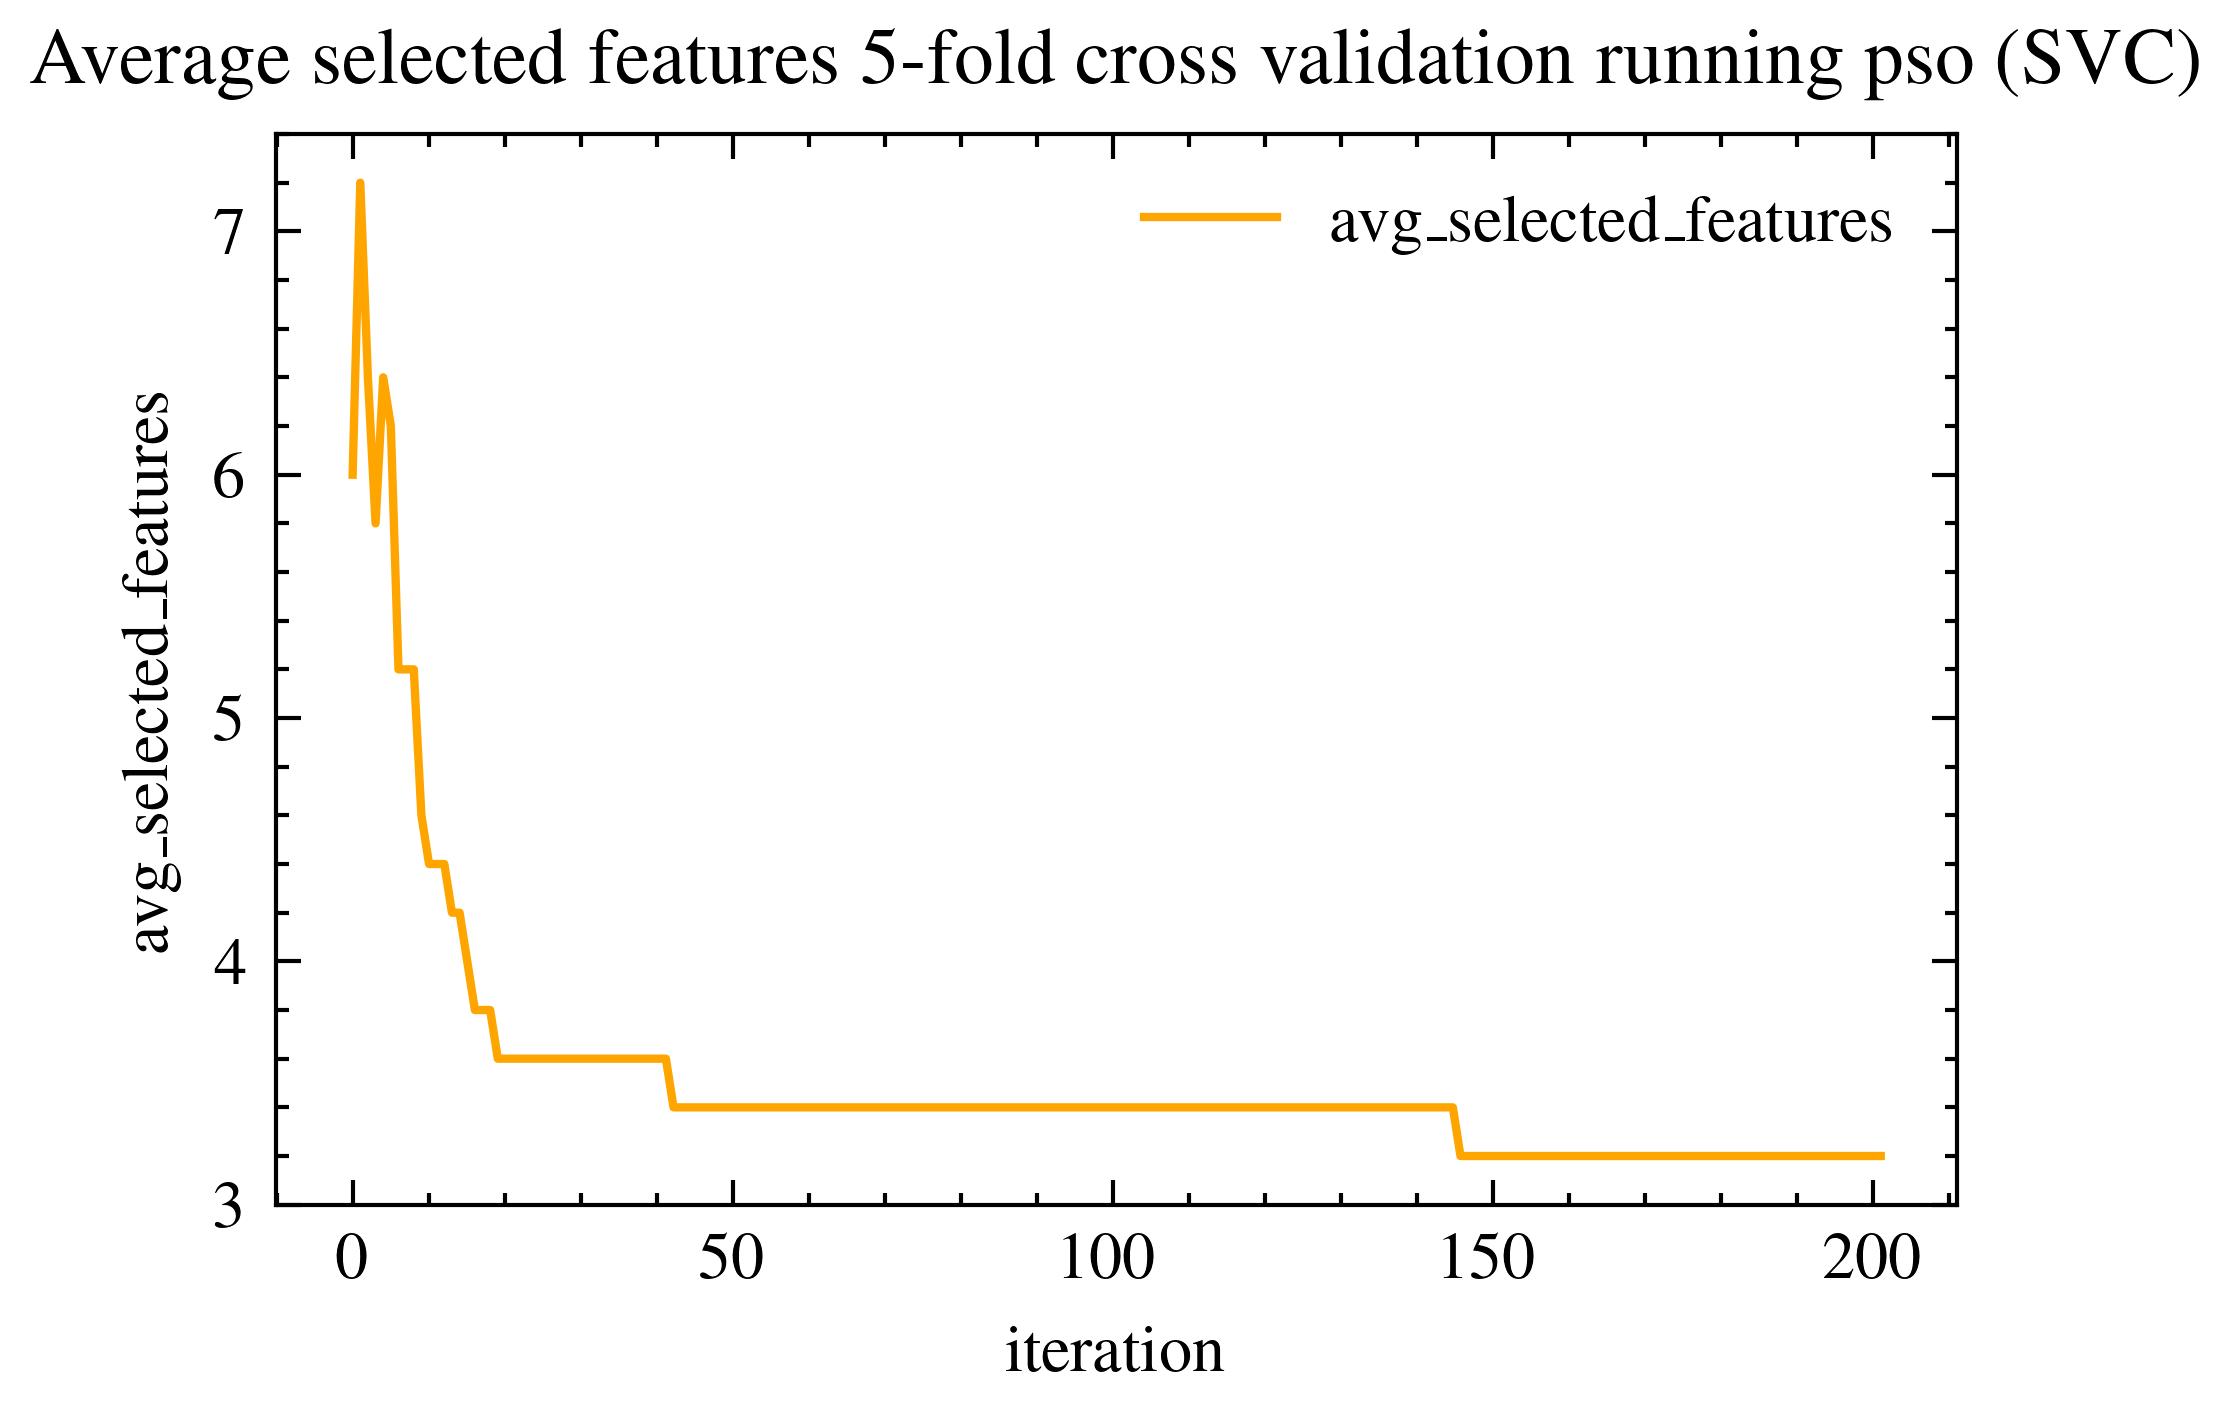 Average selected features 5-fold cross validation running pso (SVC)
avg_selected_features
7
6
5
4
3
avg_selected_features
0 50 100 150 200
iteration